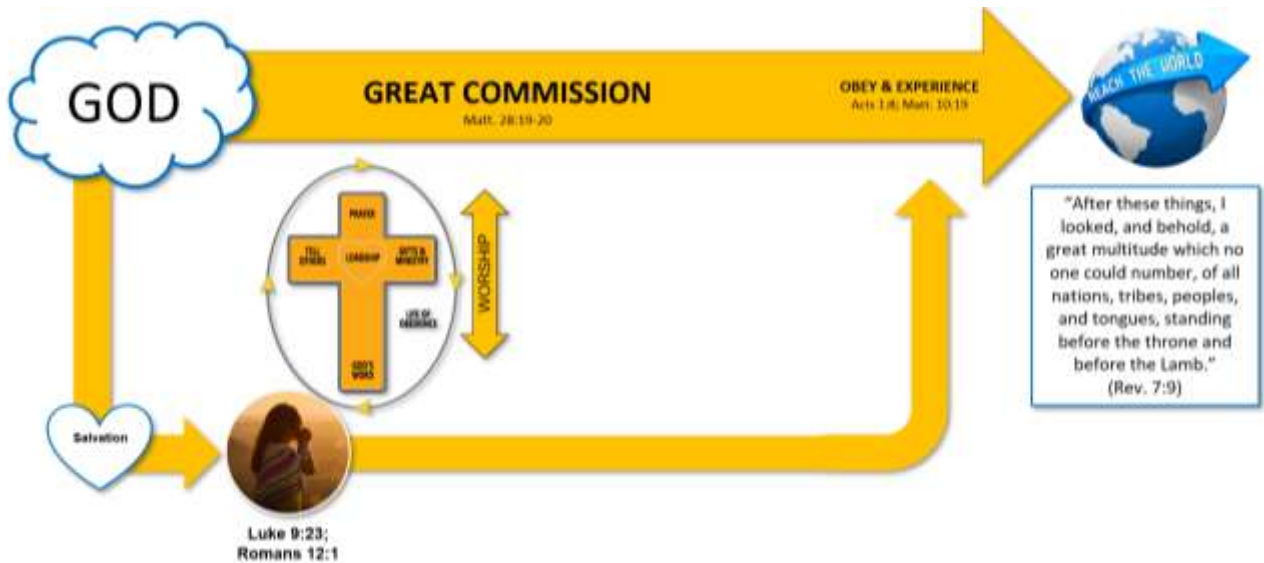 GOD
GREAT COMMISSION
Matt. 28:19-20
OBEY & EXPERIENCE
Acts 1:8; Matt. 10:19
REACH THE WORLD
PRAYER
TELL
OTHERS
LORDSHIP
GIFTS &
MINISTRY
LIFE OF
OBEDIENCE
GOD'S
WORD
WORSHIP
"After these things, I
looked, and behold, a
great multitude which no
one could number, of all
nations, tribes, peoples,
and tongues, standing
before the throne and
before the Lamb."
(Rev. 7:9)
Salvation
Luke 9:23;
Romans 12:1